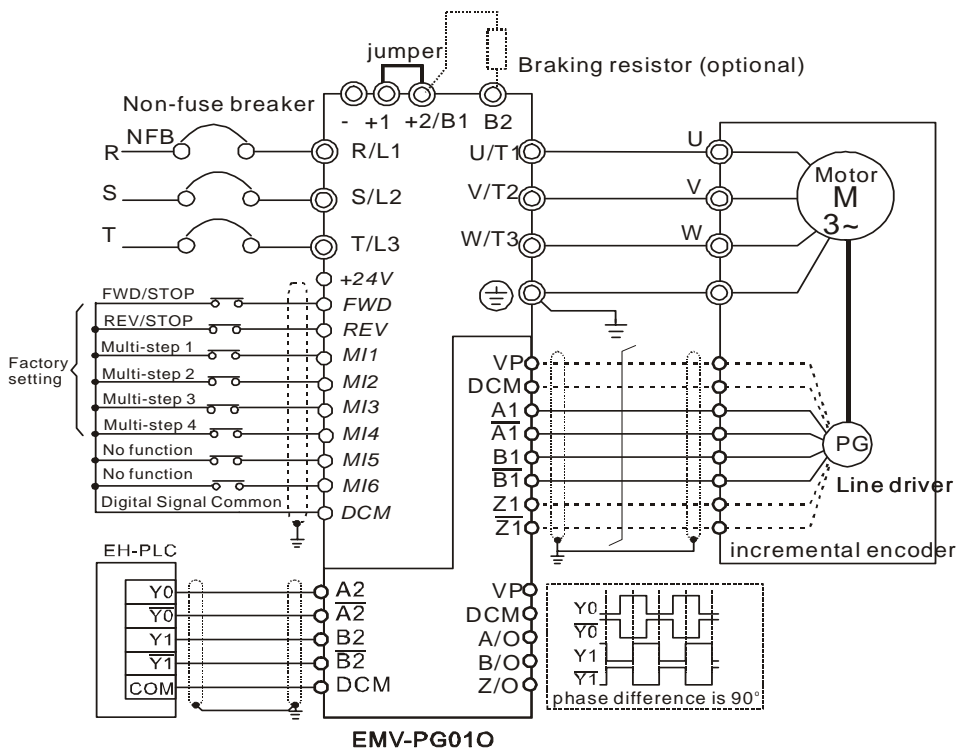 jumper
Braking resistor (optional)
Non-fuse breaker
- +1 +2/B1 B2
NFB
R
R/L1
U/T1
U
S
S/L2
V/T2
V
T
T/L3
W/T3
W
Motor
M
3~
+24V
FWD/STOP
FWD
REV/STOP
REV
Multi-step 1
MI1
Factory
setting
Multi-step 2
MI2
Multi-step 3
MI3
Multi-step 4
MI4
No function
MI5
No function
MI6
Digital Signal Common
DCM
VP
DCM
A1
A1
B1
B1
Z1
Z1
PG
Line driver
incremental encoder
EH-PLC
Y0
Y0
Y1
Y1
COM
A2
A2
B2
B2
DCM
VP
DCM
A/O
B/O
Z/O
Y0
Y0
Y1
Y1
phase difference is 90°
EMV-PG01O